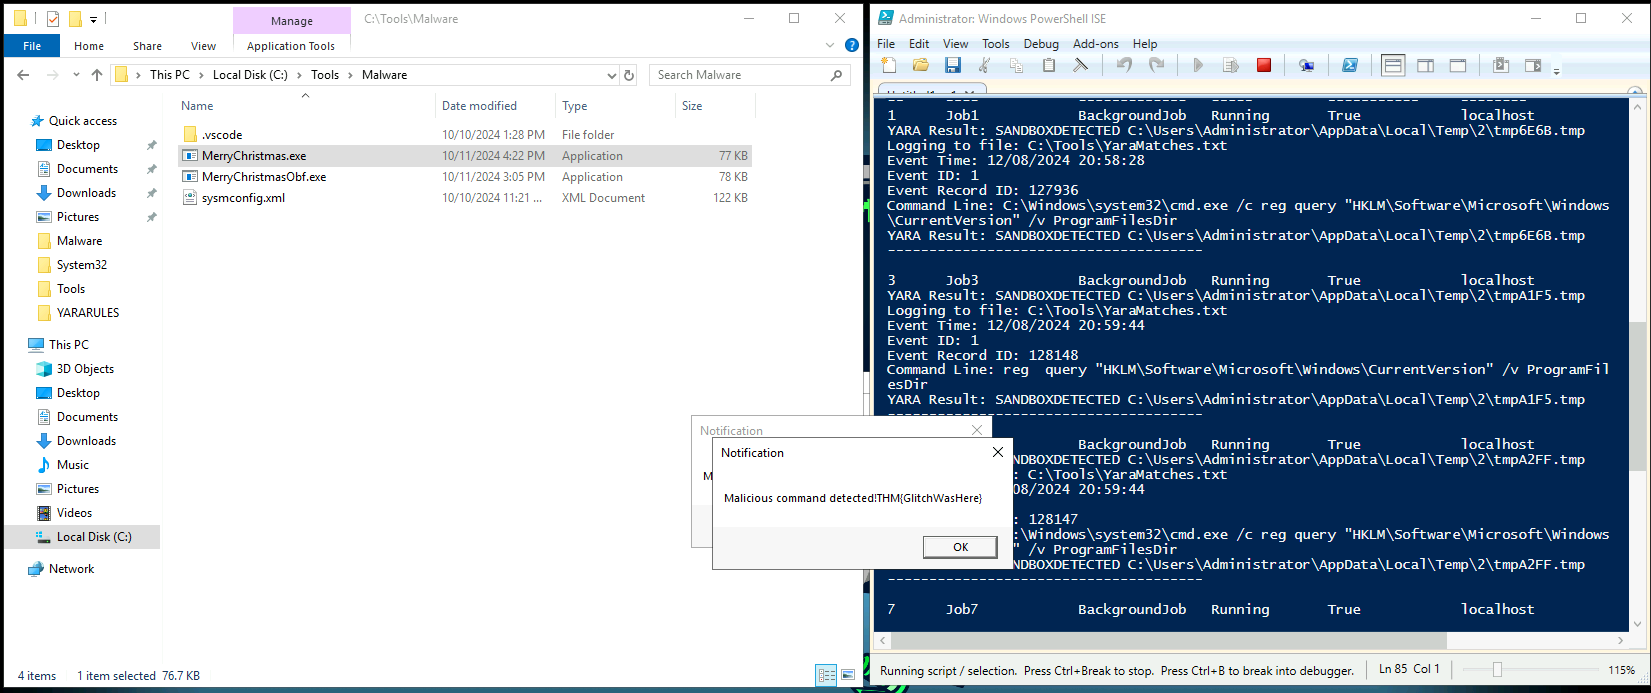 Manage
C:\Tools\Malware
File
Home
Share
View
Application Tools
This PC
Local Disk (C:)
Tools
Malware
Search Malware
Name
Date modified
Type
Size
.vscode
10/10/2024 1:28 PM
File folder
MerryChristmas.exe
10/11/2024 4:22 PM
Application
77 KB
MerryChristmasObf.exe
10/11/2024 3:05 PM
Application
78 KB
sysmconfig.xml
10/10/2024 11:21 ...
XML Document
122 KB
Quick access
Desktop
Documents
Downloads
Pictures
Malware
System32
Tools
YARARULES
This PC
3D Objects
Desktop
Documents
Downloads
Music
Pictures
Videos
Local Disk (C:)
Network
4 items
1 item selected 76.7 KB
Administrator: Windows PowerShell ISE
File Edit View Tools Debug Add-ons Help
1 Job1 BackgroundJob Running True localhost
YARA Result: SANDBOXDETECTED C:\Users\Administrator\AppData\Local\Temp\2\tmp6E6B.tmp
Logging to file: C:\Tools\YaraMatches.txt
Event Time: 12/08/2024 20:58:28
Event ID: 1
Event Record ID: 127936
Command Line: C:\Windows\system32\cmd.exe /c reg query "HKLM\Software\Microsoft\Windows
\CurrentVersion" /v ProgramFilesDir
YARA Result: SANDBOXDETECTED C:\Users\Administrator\AppData\Local\Temp\2\tmp6E6B.tmp
--------------------------------------
3 Job3 BackgroundJob Running True localhost
YARA Result: SANDBOXDETECTED C:\Users\Administrator\AppData\Local\Temp\2\tmpA1F5.tmp
Logging to file: C:\Tools\YaraMatches.txt
Event Time: 12/08/2024 20:59:44
Event ID: 1
Event Record ID: 128148
Command Line: reg  query "HKLM\Software\Microsoft\Windows\CurrentVersion" /v ProgramFil
esDir
YARA Result: SANDBOXDETECTED C:\Users\Administrator\AppData\Local\Temp\2\tmpA1F5.tmp
--------------------------------------
BackgroundJob Running True localhost
NDBOXDETECTED C:\Users\Administrator\AppData\Local\Temp\2\tmpA2FF.tmp
: C:\Tools\YaraMatches.txt
08/2024 20:59:44
: 128147
:\Windows\system32\cmd.exe /c reg query "HKLM\Software\Microsoft\Windows
" /v ProgramFilesDir
NDBOXDETECTED C:\Users\Administrator\AppData\Local\Temp\2\tmpA2FF.tmp
--------------------------------------
7 Job7 BackgroundJob Running True localhost
Notification
M
Notification
Malicious command detected!THM{GlitchWasHere}
OK
Running script / selection. Press Ctrl+Break to stop. Press Ctrl+B to break into debugger.
Ln 85 Col 1
115%